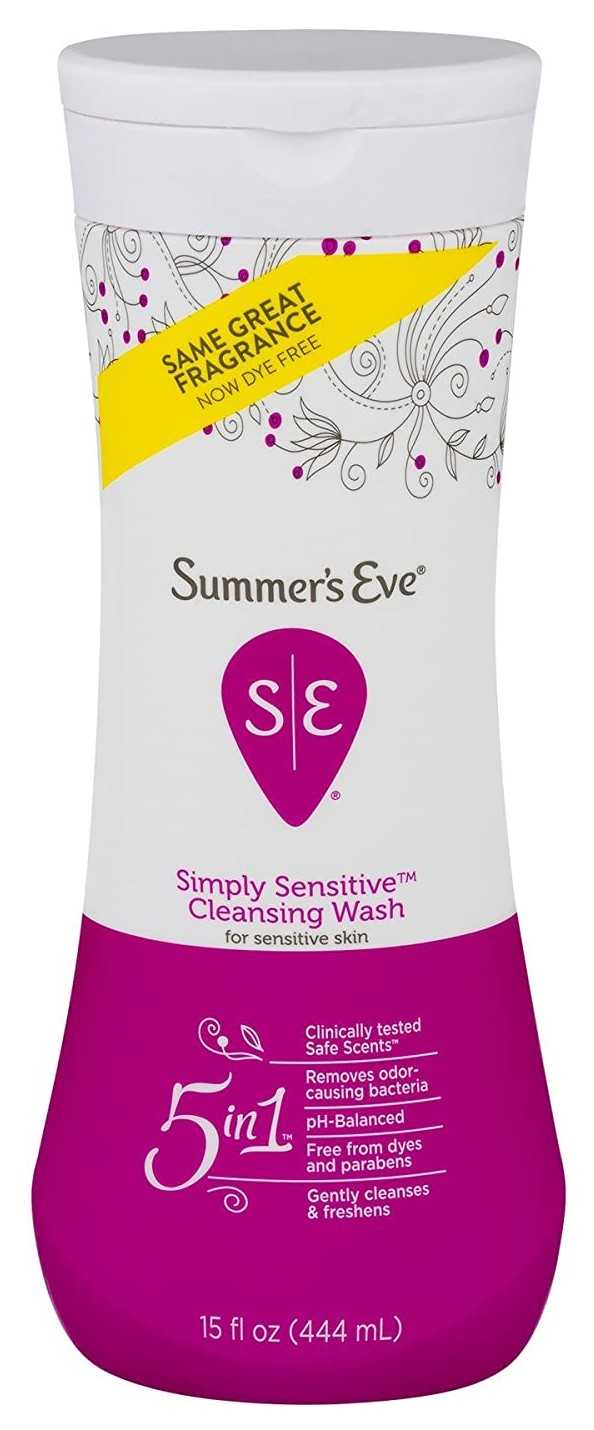 SAME GREAT
FRAGRANCE
NOW DYE FREE
Summer's Eve®
S|E
®
Simply Sensitive™
Cleansing Wash
for sensitive skin
5in1™
Clinically tested
Safe Scents™
Removes odor-
causing bacteria
pH-Balanced
Free from dyes
and parabens
Gently cleanses
& freshens
15 fl oz (444 mL)